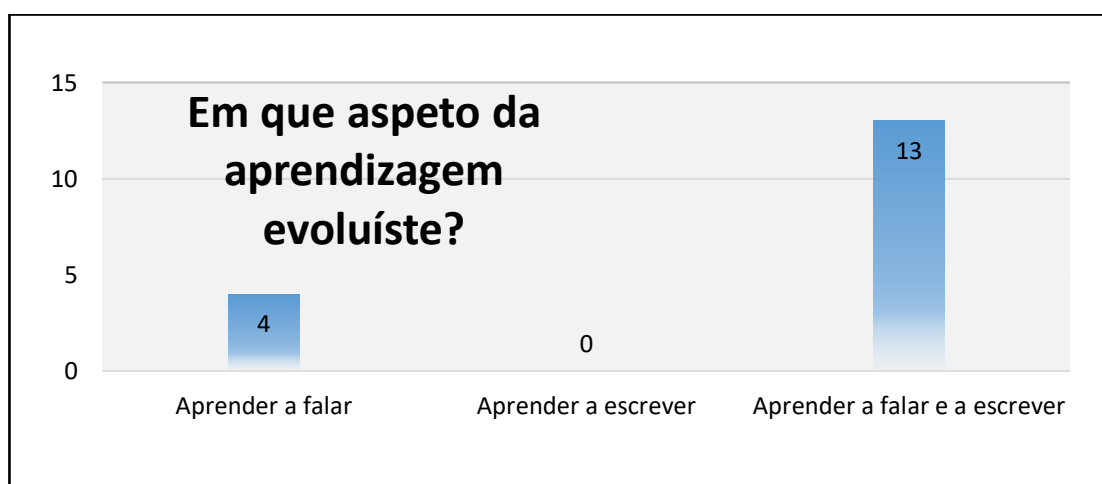 Em que aspeto da
aprendizagem
evoluíste?
15
10
5
0
4
0
13
Aprender a falar
Aprender a escrever
Aprender a falar e a escrever